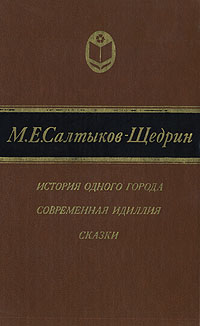 М.Е.Салтыков-Щедрин
ИСТОРИЯ ОДНОГО ГОРОДА
СОВРЕМЕННАЯ ИДИЛЛИЯ
СКАЗКИ